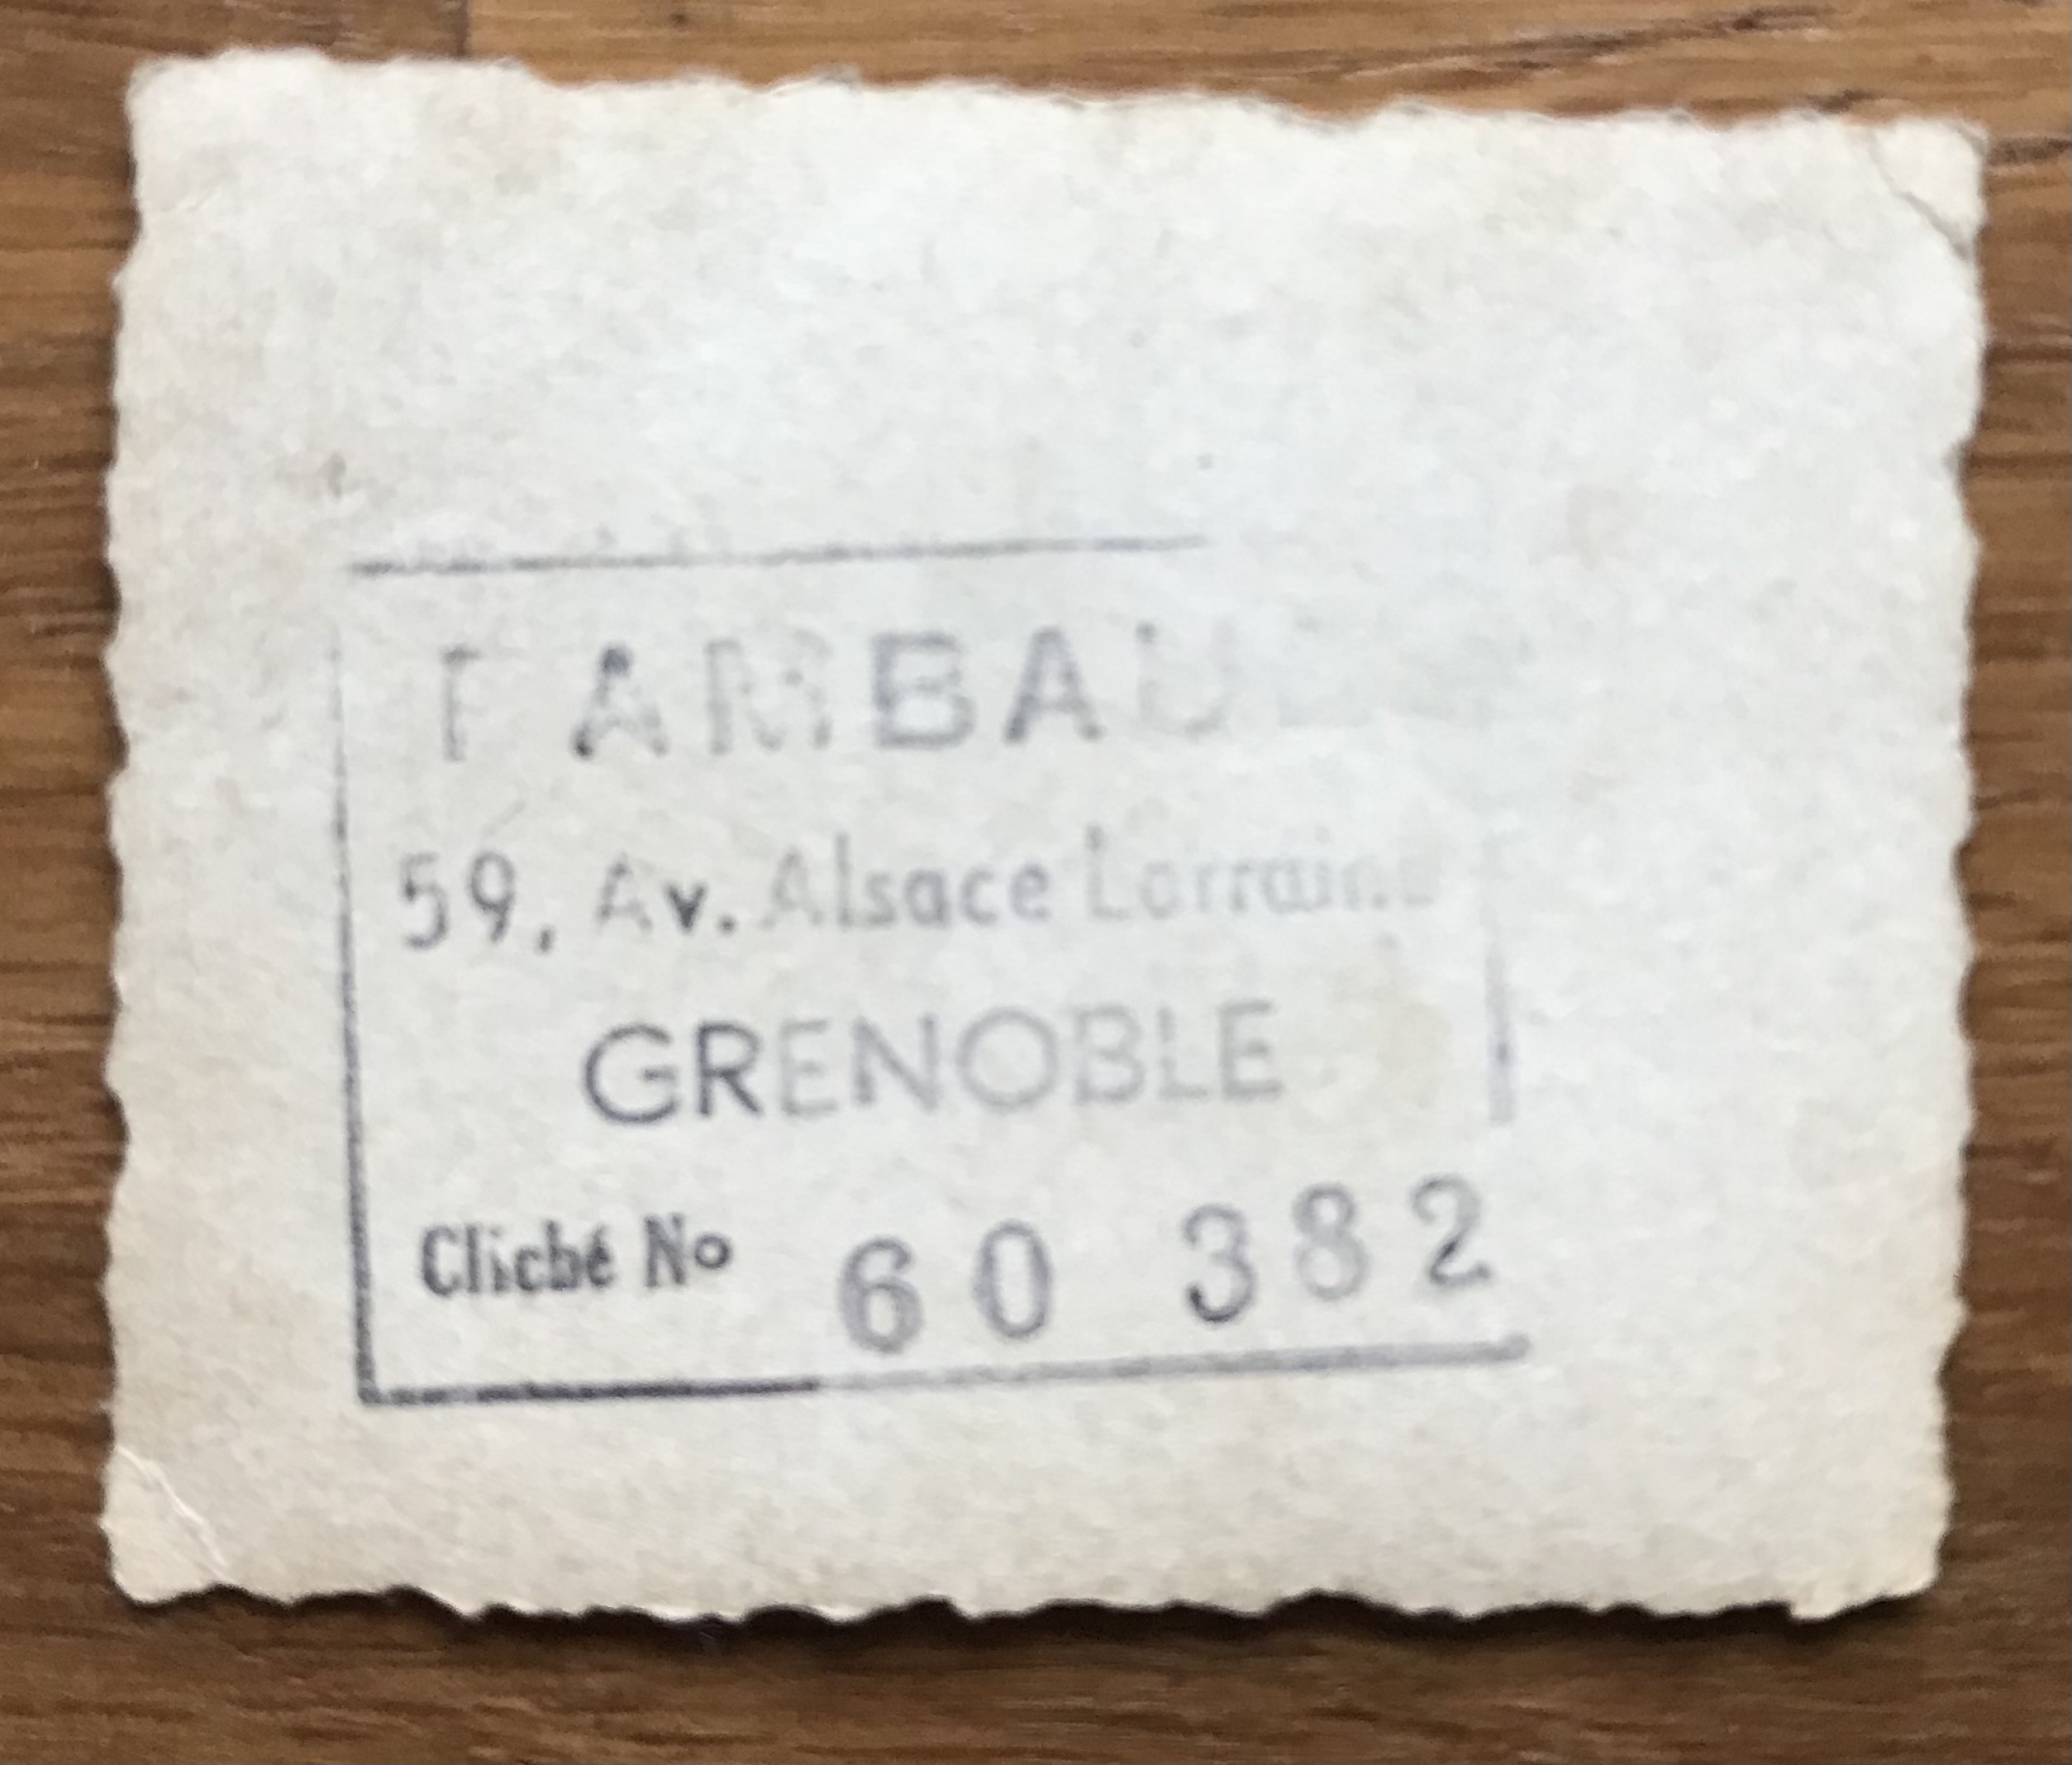 59, Av. Alsace Lorraine
GRENOBLE
Cliché No 60 382